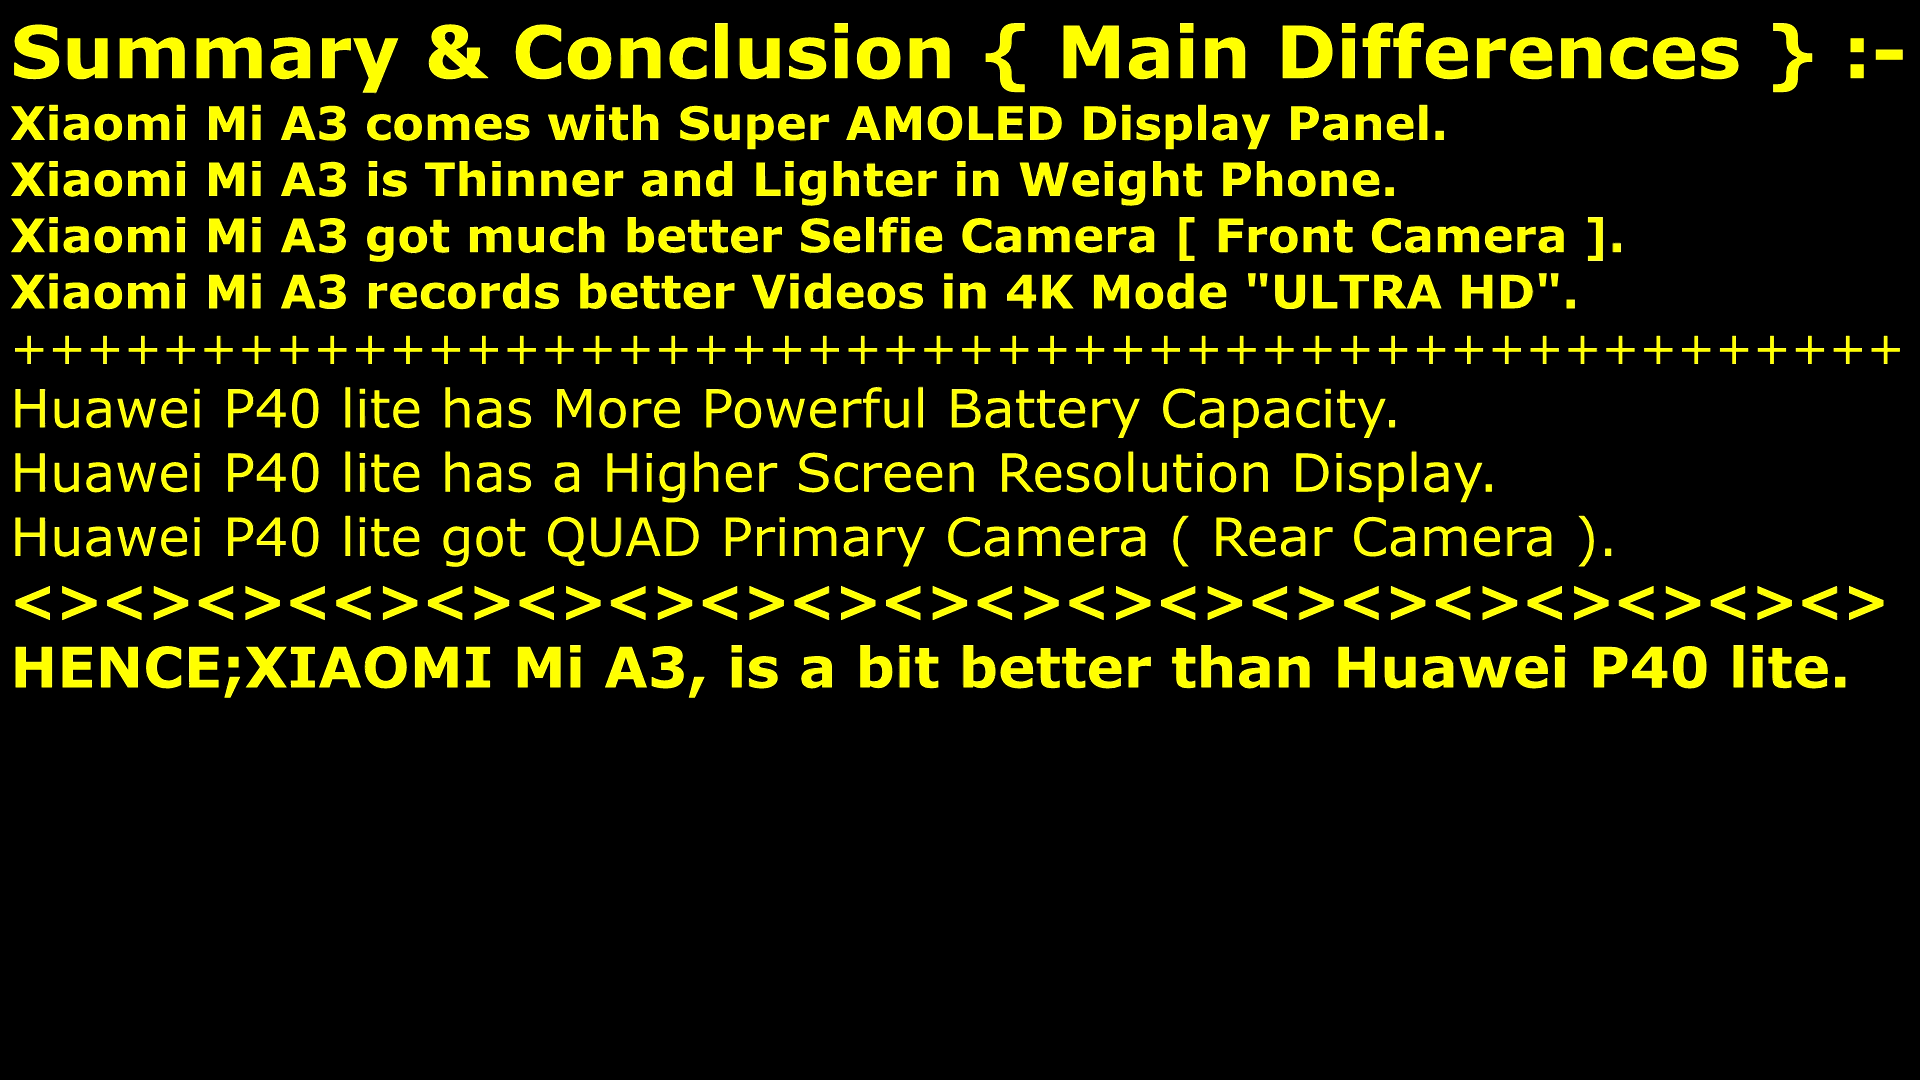 Summary & Conclusion { Main Differences } :-
Xiaomi Mi A3 comes with Super AMOLED Display Panel.
Xiaomi Mi A3 is Thinner and Lighter in Weight Phone.
Xiaomi Mi A3 got much better Selfie Camera [ Front Camera ].
Xiaomi Mi A3 records better Videos in 4K Mode "ULTRA HD".
++++++++++++++++++++++++++++++++++++++++++++++++++
Huawei P40 lite has More Powerful Battery Capacity.
Huawei P40 lite has a Higher Screen Resolution Display.
Huawei P40 lite got QUAD Primary Camera ( Rear Camera ).
<><><><<><><><><><><><><><><><><><><><><>
HENCE;XIAOMI Mi A3, is a bit better than Huawei P40 lite.